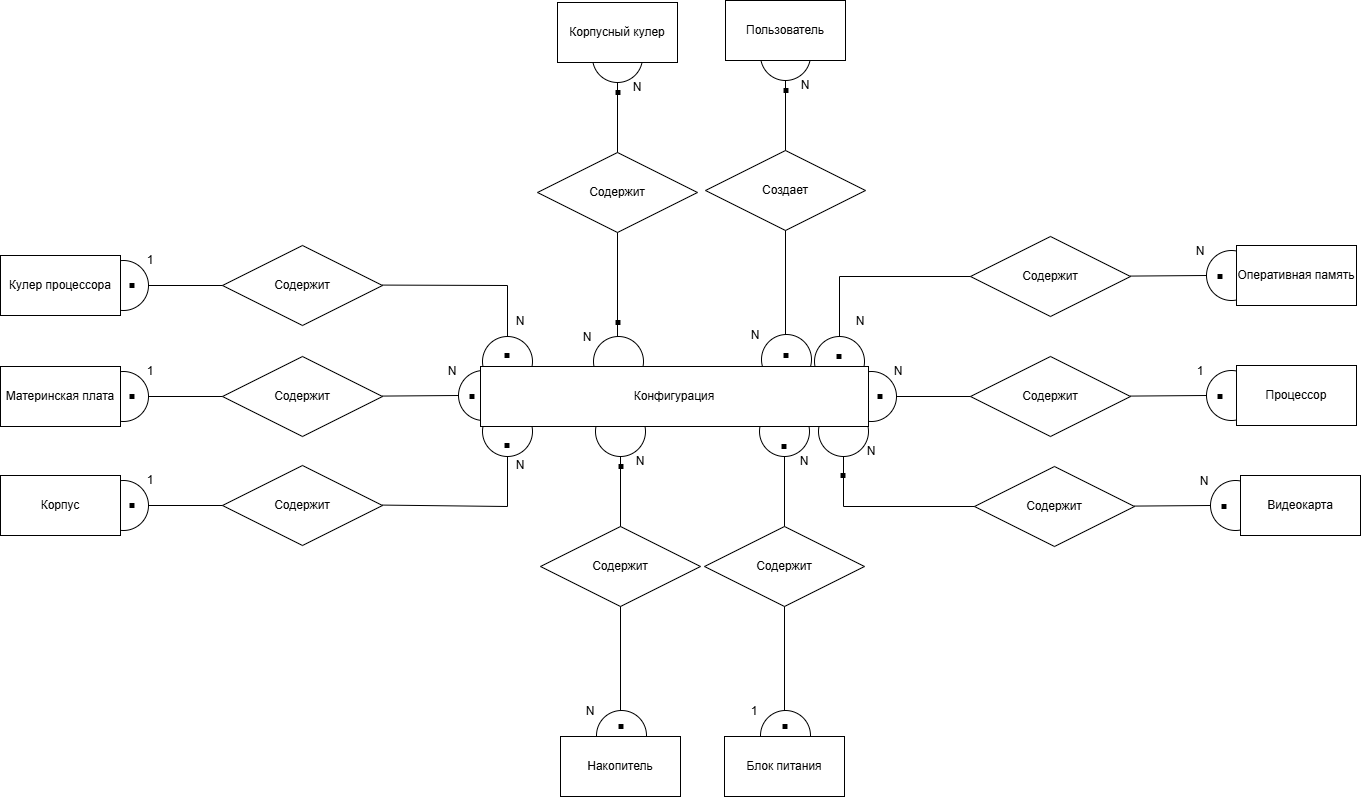 Корпусный кулер
Пользователь
N
N
Содержит
Создает
Кулер процессора
1
Содержит
N
Оперативная память
Содержит
N
N
N
N
N
Материнская плата
1
Содержит
N
Конфигурация
N
Содержит
1
Процессор
Корпус
1
Содержит
N
N
N
N
Содержит
N
Видеокарта
Содержит
Содержит
N
1
Накопитель
Блок питания